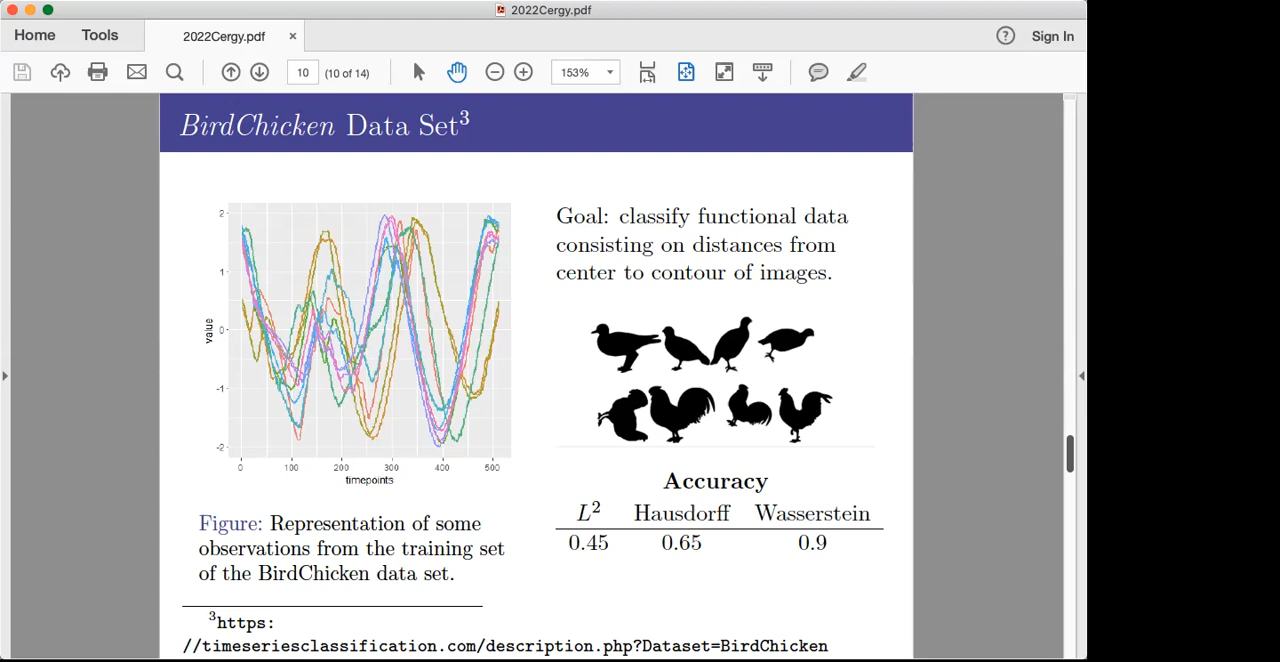 2022Cergy.pdf
Home Tools 2022Cergy.pdf × ? Sign In
10 (10 of 14) 153%
BirdChicken Data Set³
Goal: classify functional data
consisting on distances from
center to contour of images.
2
1
0
-1
-2
value
0 100 200 300 400 500
timepoints
Figure: Representation of some
observations from the training set
of the BirdChicken data set.
Accuracy
L² Hausdorff Wasserstein
0.45 0.65 0.9
³https:
//timeseriesclassification.com/description.php?Dataset=BirdChicken